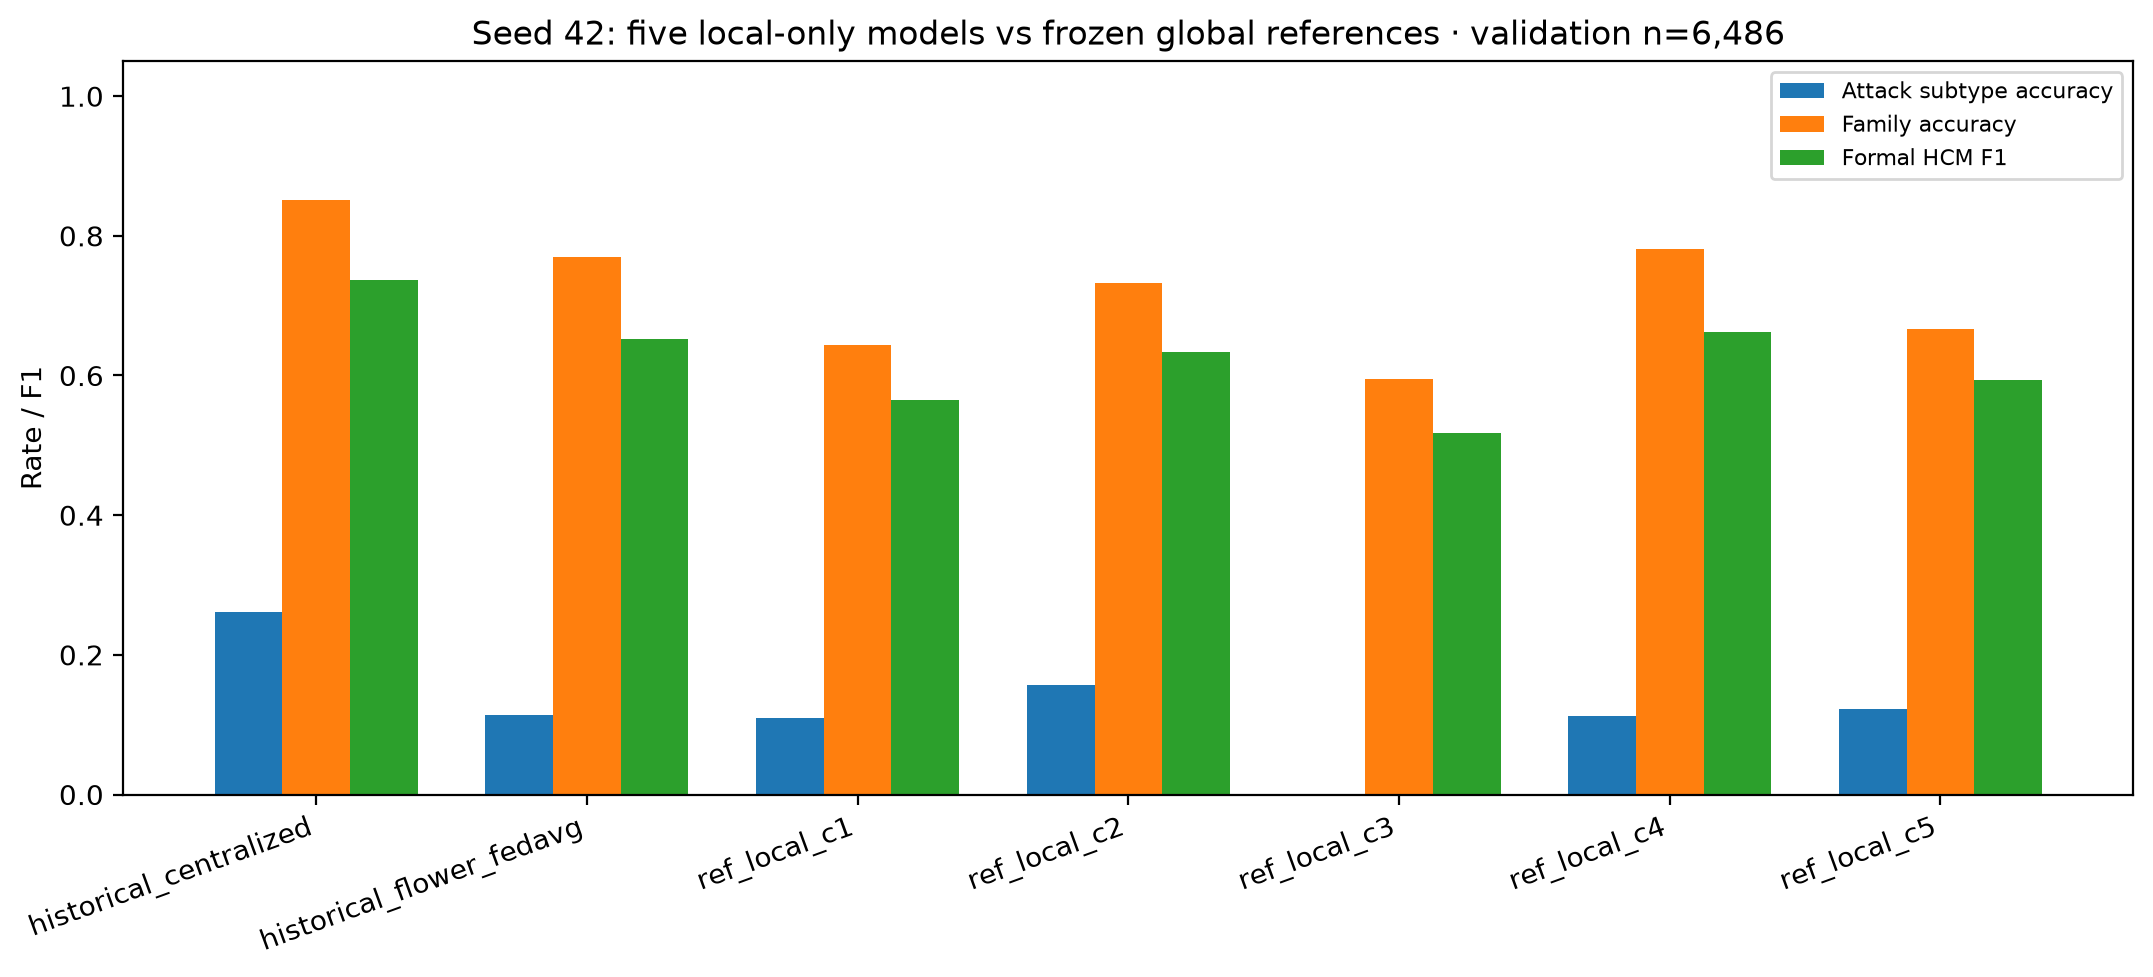 Seed 42: five local-only models vs frozen global references · validation n=6,486
Attack subtype accuracy
Family accuracy
Formal HCM F1
Rate / F1
1.0
0.8
0.6
0.4
0.2
0.0
historical_centralized
historical_flower_fedavg
ref_local_c1
ref_local_c2
ref_local_c3
ref_local_c4
ref_local_c5